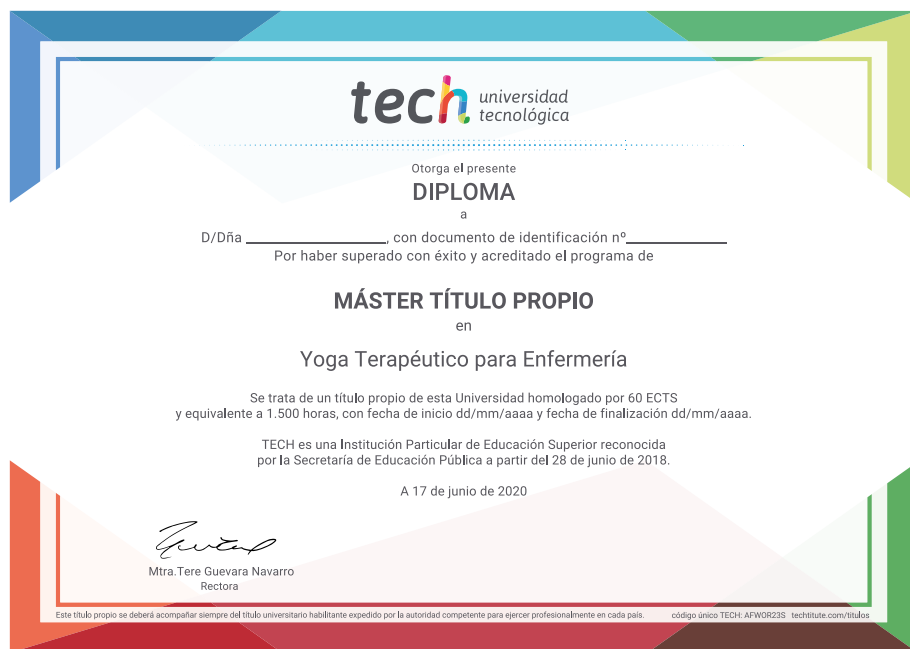 tech universidad
tecnológica
Otorga el presente
DIPLOMA
a
D/Dña ____________________, con documento de identificación nº______________
Por haber superado con éxito y acreditado el programa de
MÁSTER TÍTULO PROPIO
en
Yoga Terapéutico para Enfermería
Se trata de un título propio de esta Universidad homologado por 60 ECTS
y equivalente a 1.500 horas, con fecha de inicio dd/mm/aaaa y fecha de finalización dd/mm/aaaa.
TECH es una Institución Particular de Educación Superior reconocida
por la Secretaría de Educación Pública a partir del 28 de junio de 2018.
A 17 de junio de 2020
Mtra.Tere Guevara Navarro
Rectora
Este título propio se deberá acompañar siempre del título universitario habilitante expedido por la autoridad competente para ejercer profesionalmente en cada país. código único TECH: AFWOR23S techtitute.com/titulos